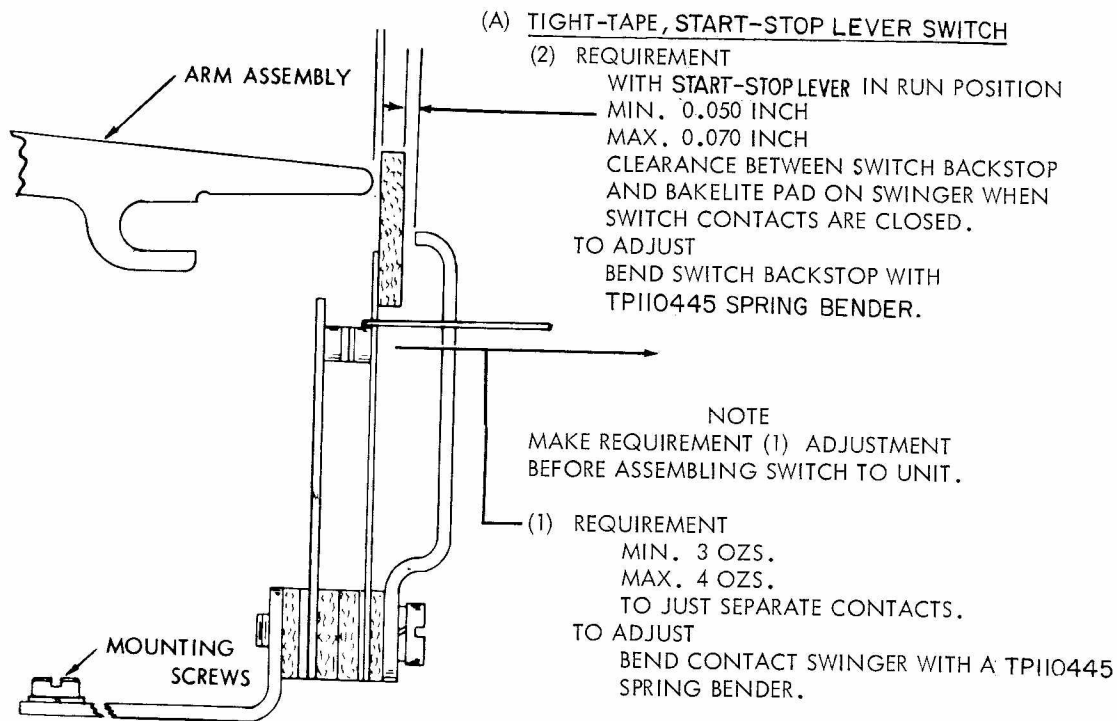 (A) TIGHT-TAPE, START-STOP LEVER SWITCH
(2) REQUIREMENT
WITH START-STOP LEVER IN RUN POSITION
MIN. 0.050 INCH
MAX. 0.070 INCH
CLEARANCE BETWEEN SWITCH BACKSTOP
AND BAKELITE PAD ON SWINGER WHEN
SWITCH CONTACTS ARE CLOSED.
TO ADJUST
BEND SWITCH BACKSTOP WITH
TP110445 SPRING BENDER.
ARM ASSEMBLY
NOTE
MAKE REQUIREMENT (1) ADJUSTMENT
BEFORE ASSEMBLING SWITCH TO UNIT.
(1) REQUIREMENT
MIN. 3 OZS.
MAX. 4 OZS.
TO JUST SEPARATE CONTACTS.
TO ADJUST
BEND CONTACT SWINGER WITH A TP110445
SPRING BENDER.
MOUNTING
SCREWS